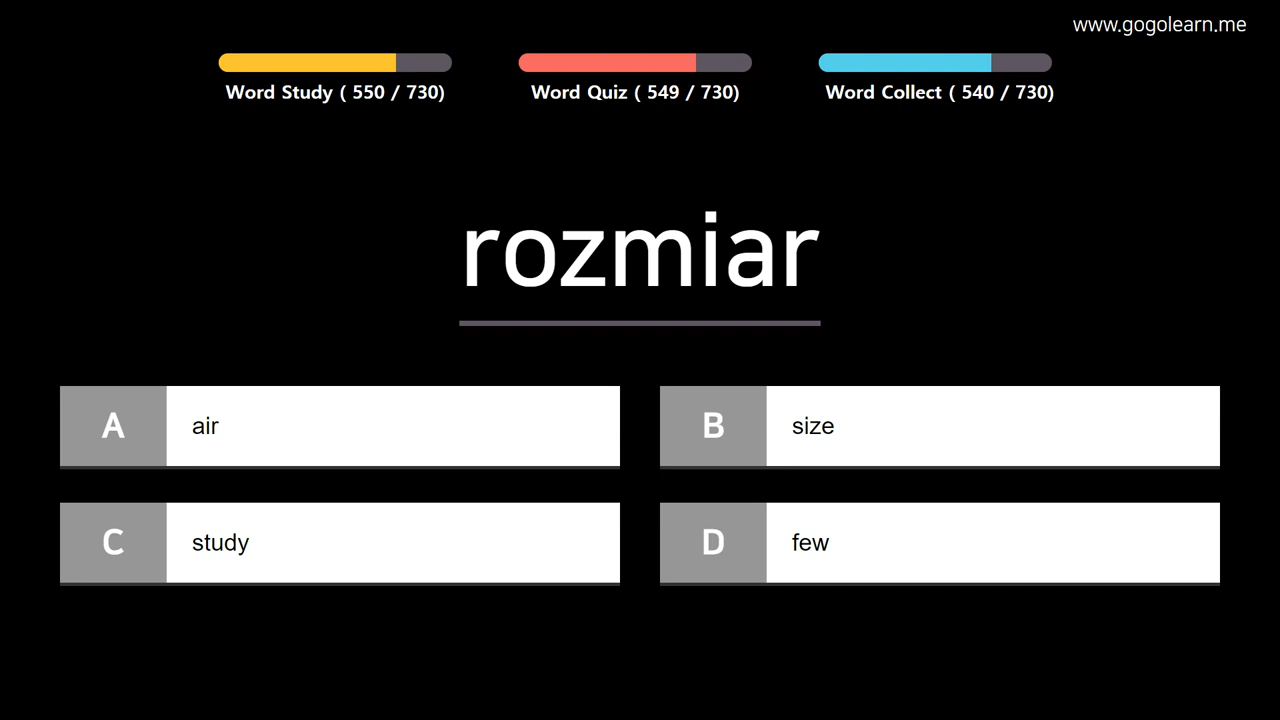 www.gogolearn.me
Word Study ( 550 / 730)
Word Quiz ( 549 / 730)
Word Collect ( 540 / 730)
rozmiar
A air
B size
C study
D few